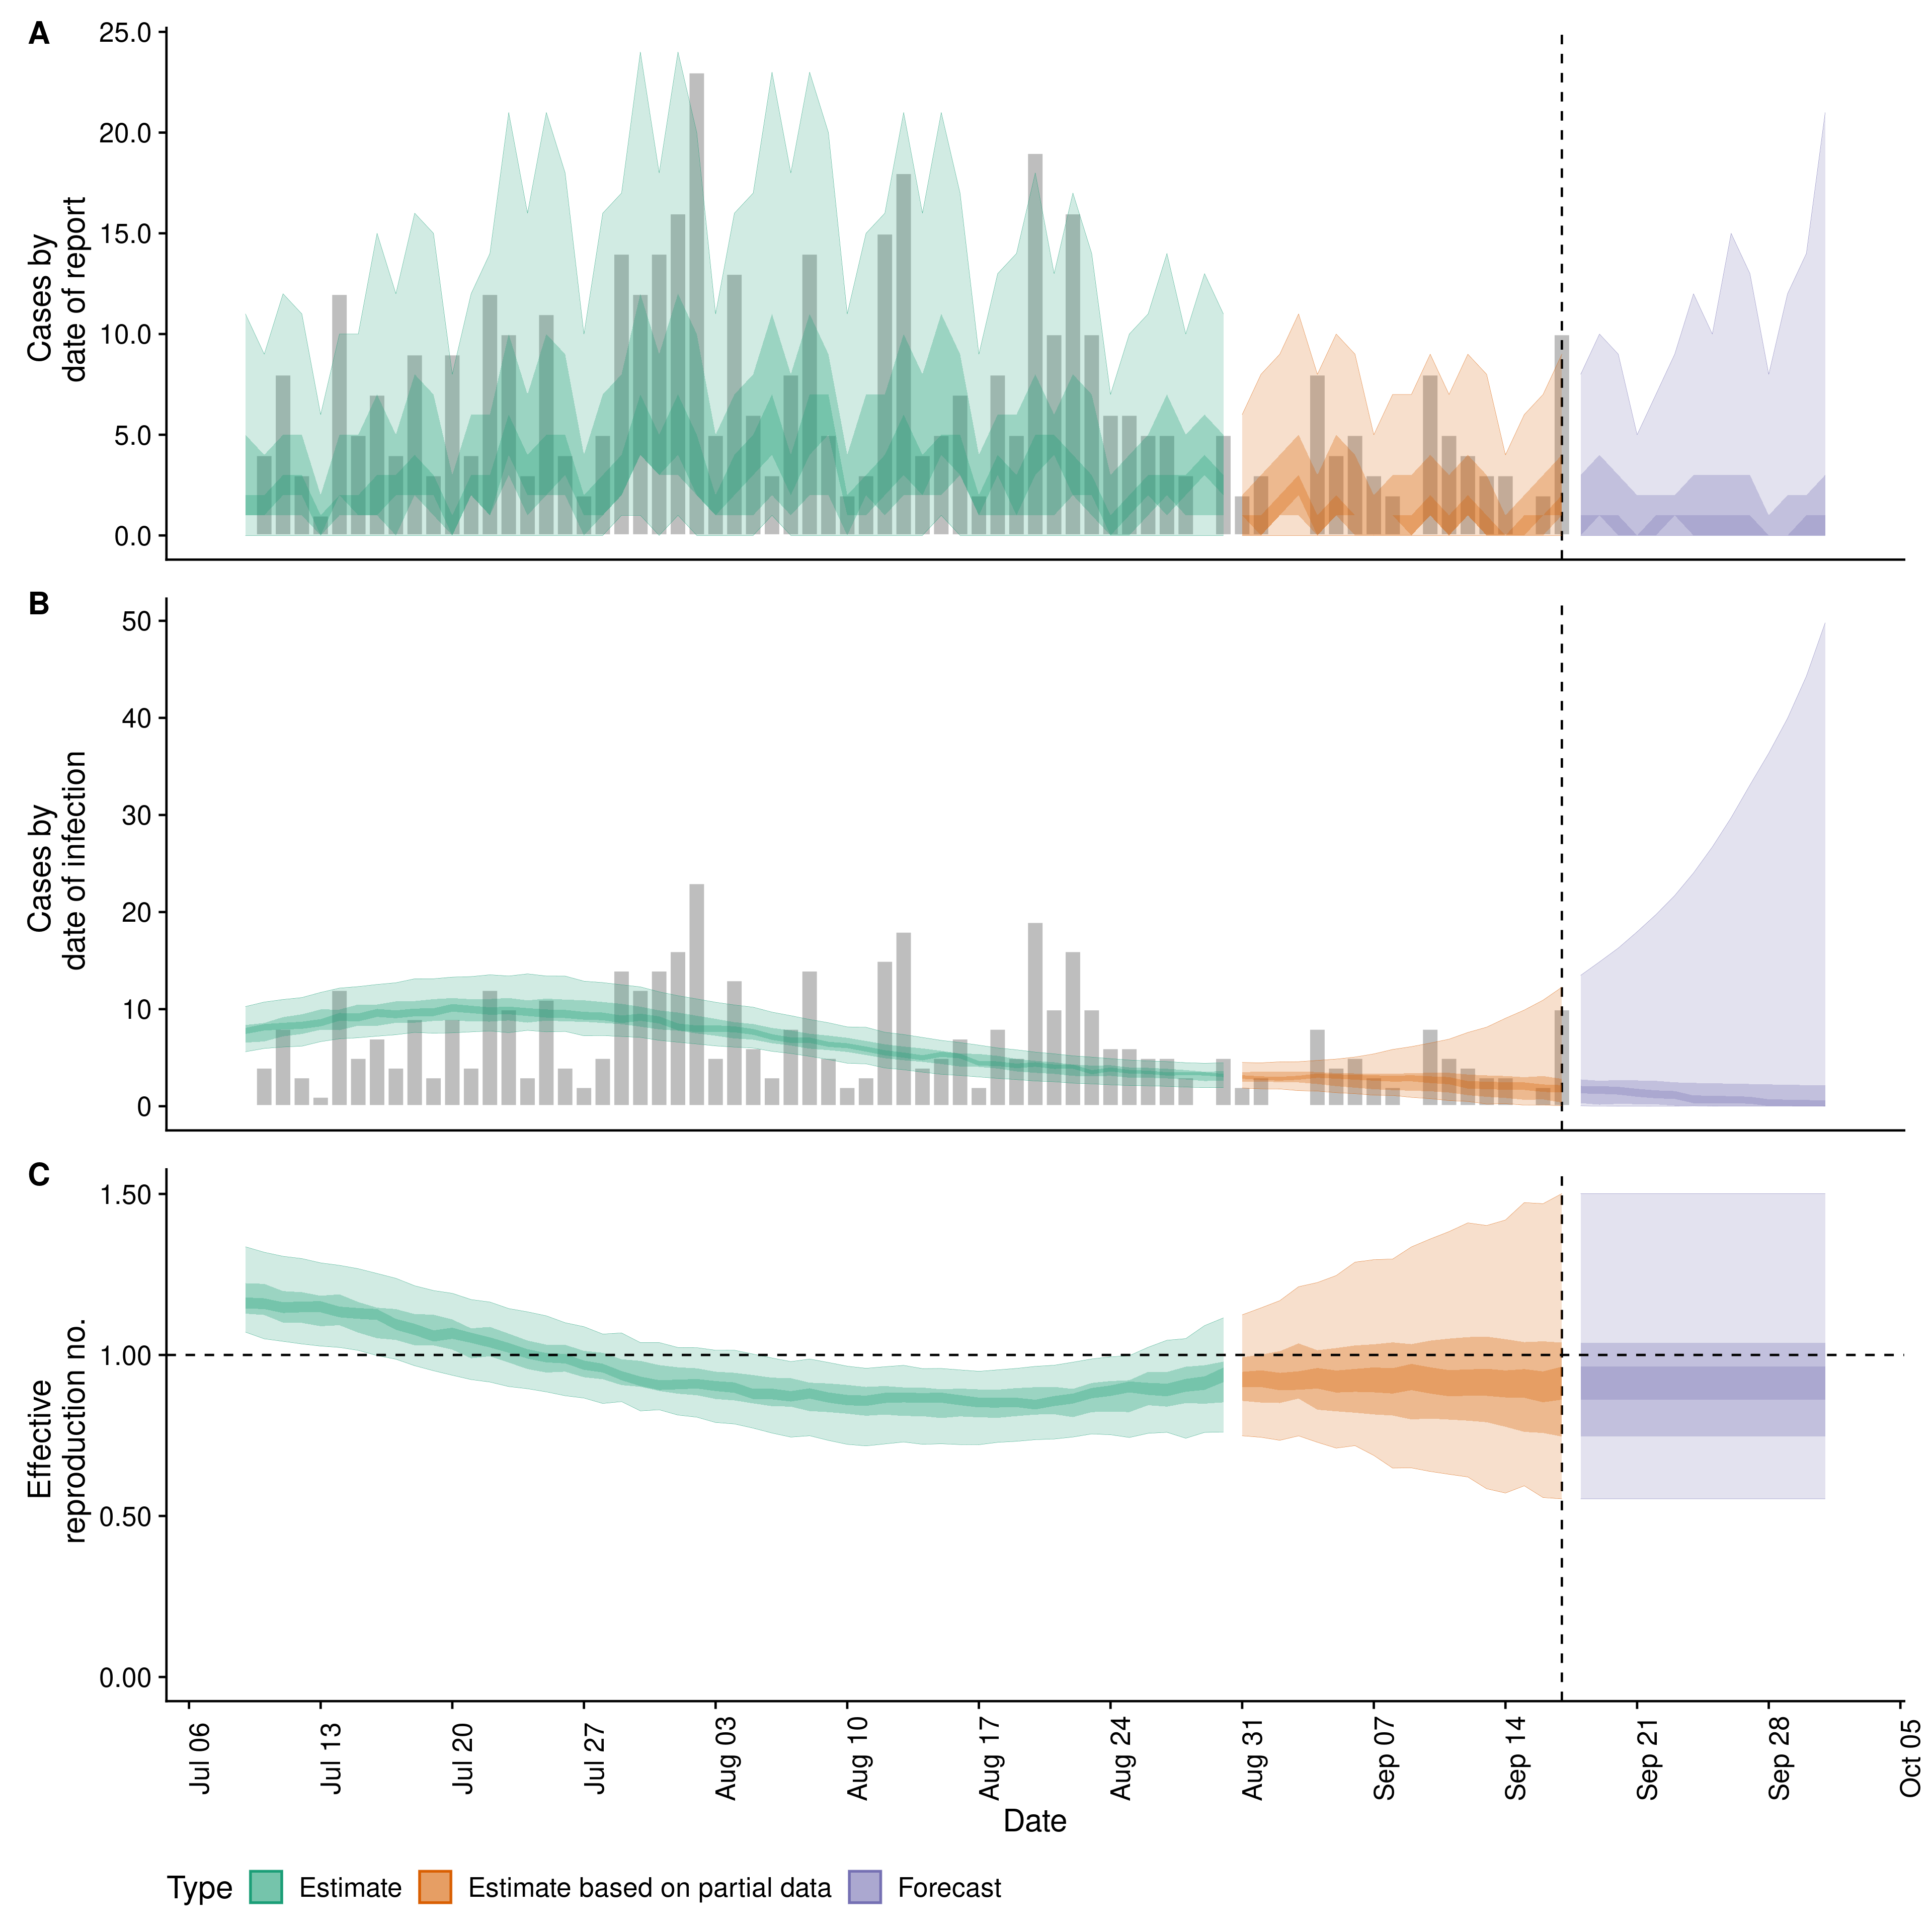 A
25.0
20.0
15.0
10.0
5.0
0.0
Cases by
date of report
B
50
40
30
20
10
0
Cases by
date of infection
C
1.50
1.00
0.50
0.00
Effective
reproduction no.
Jul 06
Jul 13
Jul 20
Jul 27
Aug 03
Aug 10
Aug 17
Aug 24
Aug 31
Sep 07
Sep 14
Sep 21
Sep 28
Oct 05
Date
Type Estimate Estimate based on partial data Forecast